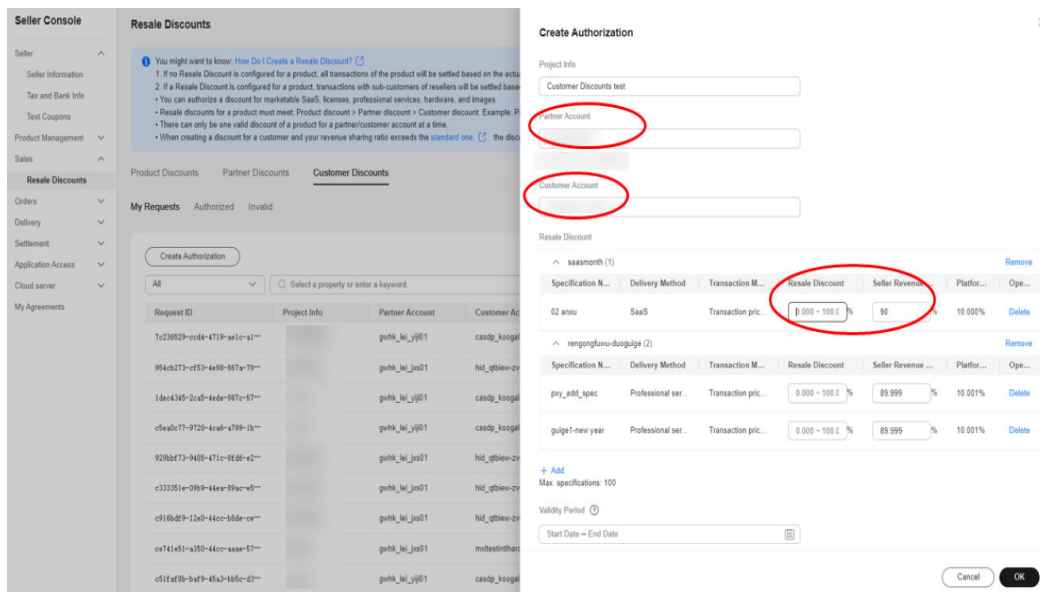 Seller Console
Seller
Seller Information
Tax and Bank Info
Test Coupons
Product Management
Sales
Resale Discounts
Orders
Delivery
Settlement
Application Access
Cloud server
My Agreements
Resale Discounts
You might want to know: How Do I Create a Resale Discount?
1. If no Resale Discount is configured for a product, all transactions of the product will be settled based on the actu
2. If a Resale Discount is configured for a product, transactions with sub-customers of resellers will be settled base
• You can authorize a discount for marketable SaaS, licenses, professional services, hardware, and images.
• Resale discounts for a product must meet: Product discount > Partner discount > Customer discount. Example: P
• There can only be one valid discount of a product for a partner/customer account at a time.
• When creating a discount for a customer and your revenue sharing ratio exceeds the standard one, the disc
Product Discounts Partner Discounts Customer Discounts
My Requests Authorized Invalid
Create Authorization
All Select a property or enter a keyword.
Request ID Project Info Partner Account Customer Ac
7c236529-ccd4-4719-ae1c-a1··· gwhk_lei_yiji01 casdp_koogal
954cb273-cf53-4e98-867a-79··· gwhk_lei_jxs01 hid_qtbiew-zv
1dec4345-2ca5-4ede-987c-57··· gwhk_lei_jxs01 casdp_koogal
c5ea0c77-9720-4ca6-a799-1b··· gwhk_lei_jxs01 casdp_koogal
929bbf73-9405-471c-8fd6-e2··· gwhk_lei_jxs01 hid_qtbiew-zv
c333351e-09b9-44ea-89ac-e5··· gwhk_lei_jxs01 hid_qtbiew-zv
c916bdf9-12e0-44cc-b8de-ce··· gwhk_lei_jxs01 hid_qtbiew-zv
ce741e51-a350-44cc-aaae-57··· gwhk_lei_jxs01 mxltestintlharc
c51faf8b-baf9-45a3-bb5c-d3··· gwhk_lei_yiji01 casdp_koogal
Create Authorization
Project Info
Customer Discounts test
Partner Account
Customer Account
Resale Discount
saasmonth (1) Remove
Specification N... Delivery Method Transaction M... Resale Discount Seller Revenue ... Platfor... Ope...
02 anxu SaaS Transaction pric... 0.000 ~ 100.0 % 90 % 10.000% Delete
rengongfuwu-duoguige (2) Remove
Specification N... Delivery Method Transaction M... Resale Discount Seller Revenue ... Platfor... Ope...
pxy_add_spec Professional ser... Transaction pric... 0.000 ~ 100.0 % 89.999 % 10.001% Delete
guige1-new year Professional ser... Transaction pric... 0.000 ~ 100.0 % 89.999 % 10.001% Delete
+ Add
Max. specifications: 100
Validity Period
Start Date – End Date
Cancel OK